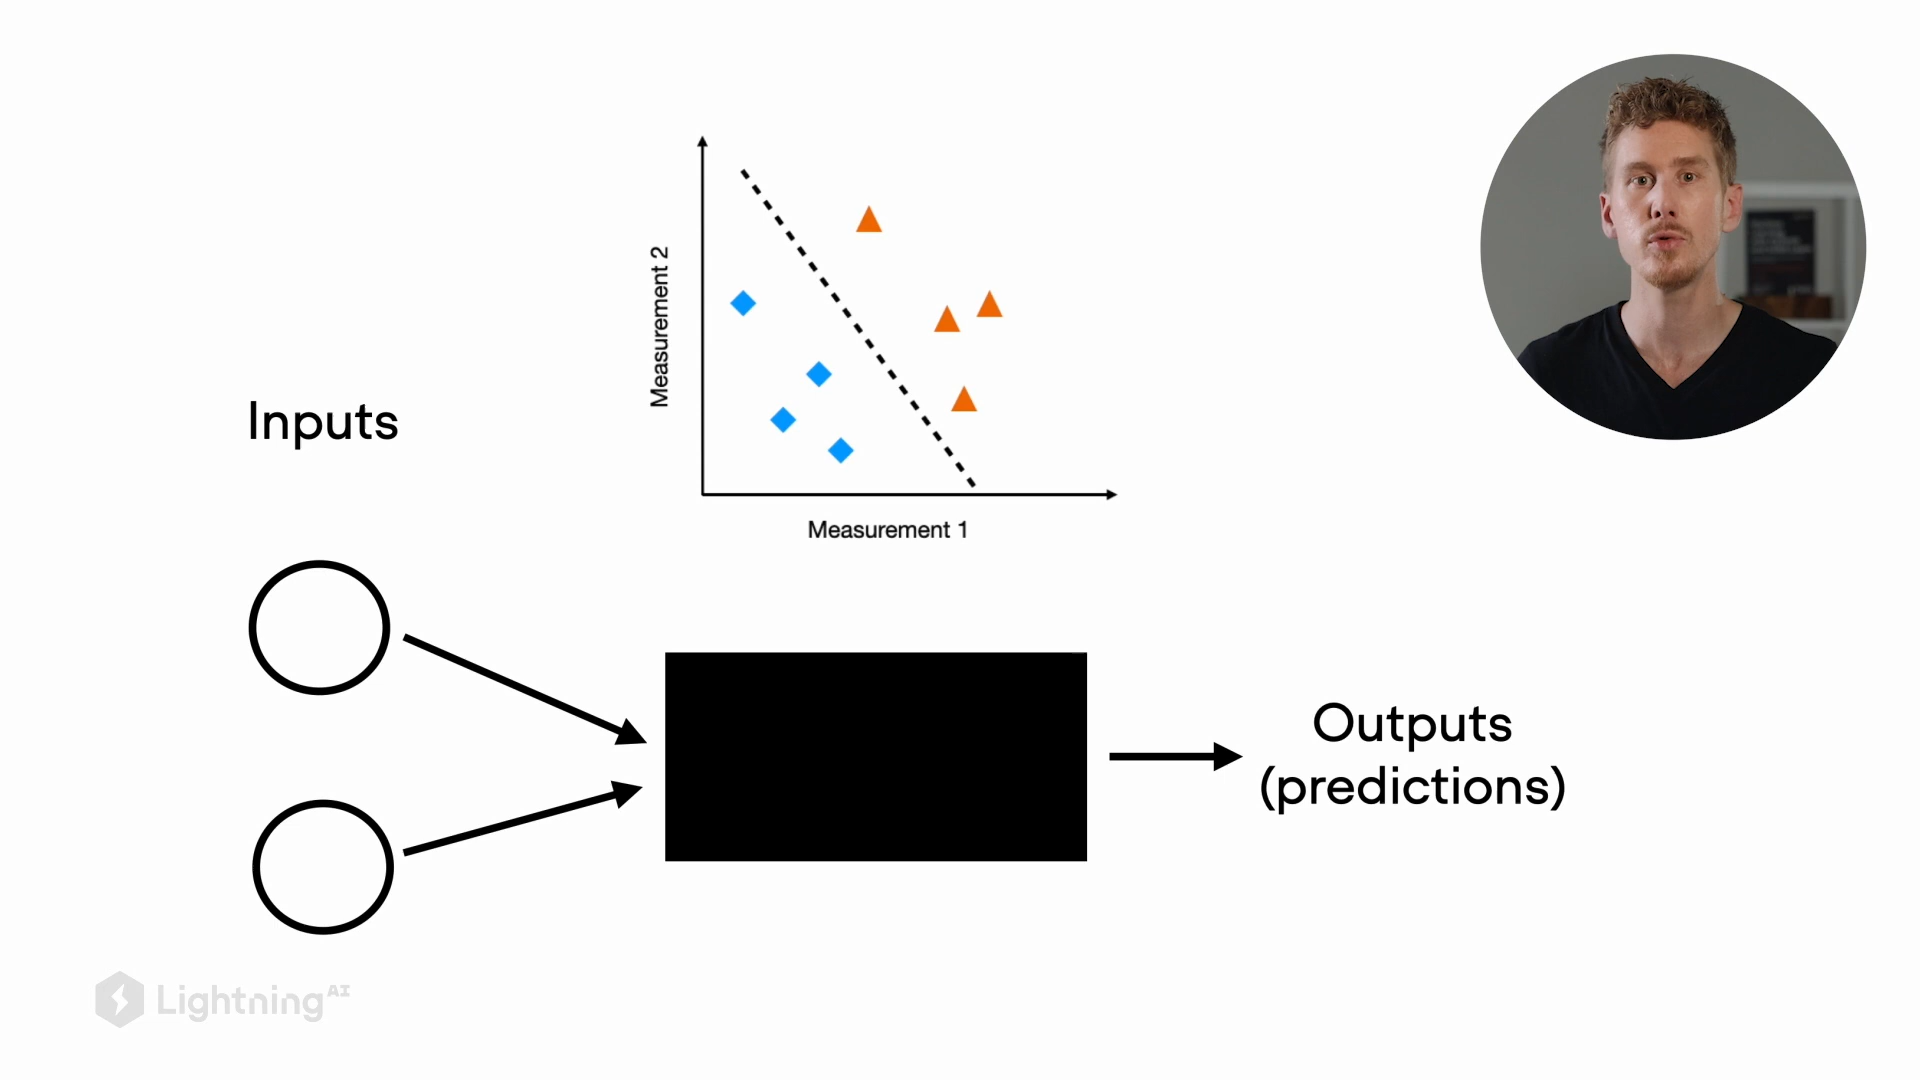 Measurement 2
Measurement 1
Inputs
Outputs
(predictions)
Lightning AI